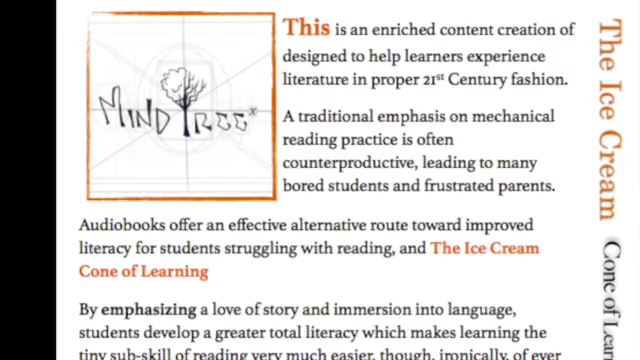 MINDTREE x
This is an enriched content creation of
designed to help learners experience
literature in proper 21st Century fashion.
A traditional emphasis on mechanical
reading practice is often
counterproductive, leading to many
bored students and frustrated parents.
Audiobooks offer an effective alternative route toward improved
literacy for students struggling with reading, and The Ice Cream
Cone of Learning
By emphasizing a love of story and immersion into language,
students develop a greater total literacy which makes learning the
tiny sub-skill of reading very much easier, though, ironically, of ever
The Ice Cream
Cone of Lear